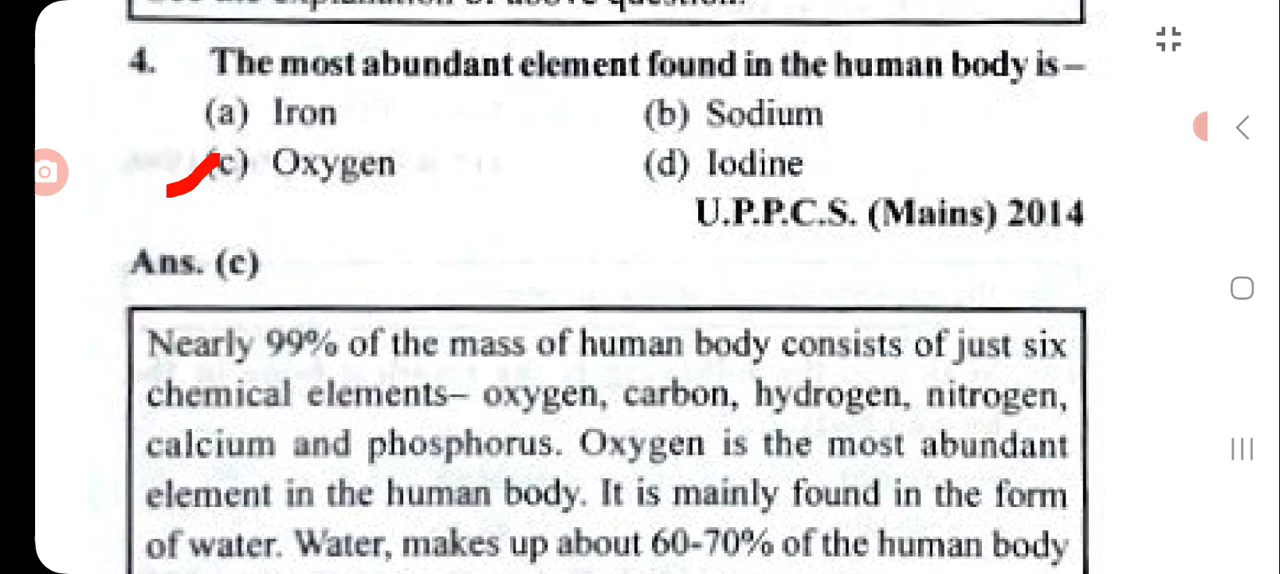 4. The most abundant element found in the human body is –
(a) Iron (b) Sodium
(c) Oxygen (d) Iodine
U.P.P.C.S. (Mains) 2014
Ans. (c)
Nearly 99% of the mass of human body consists of just six
chemical elements– oxygen, carbon, hydrogen, nitrogen,
calcium and phosphorus. Oxygen is the most abundant
element in the human body. It is mainly found in the form
of water. Water, makes up about 60-70% of the human body